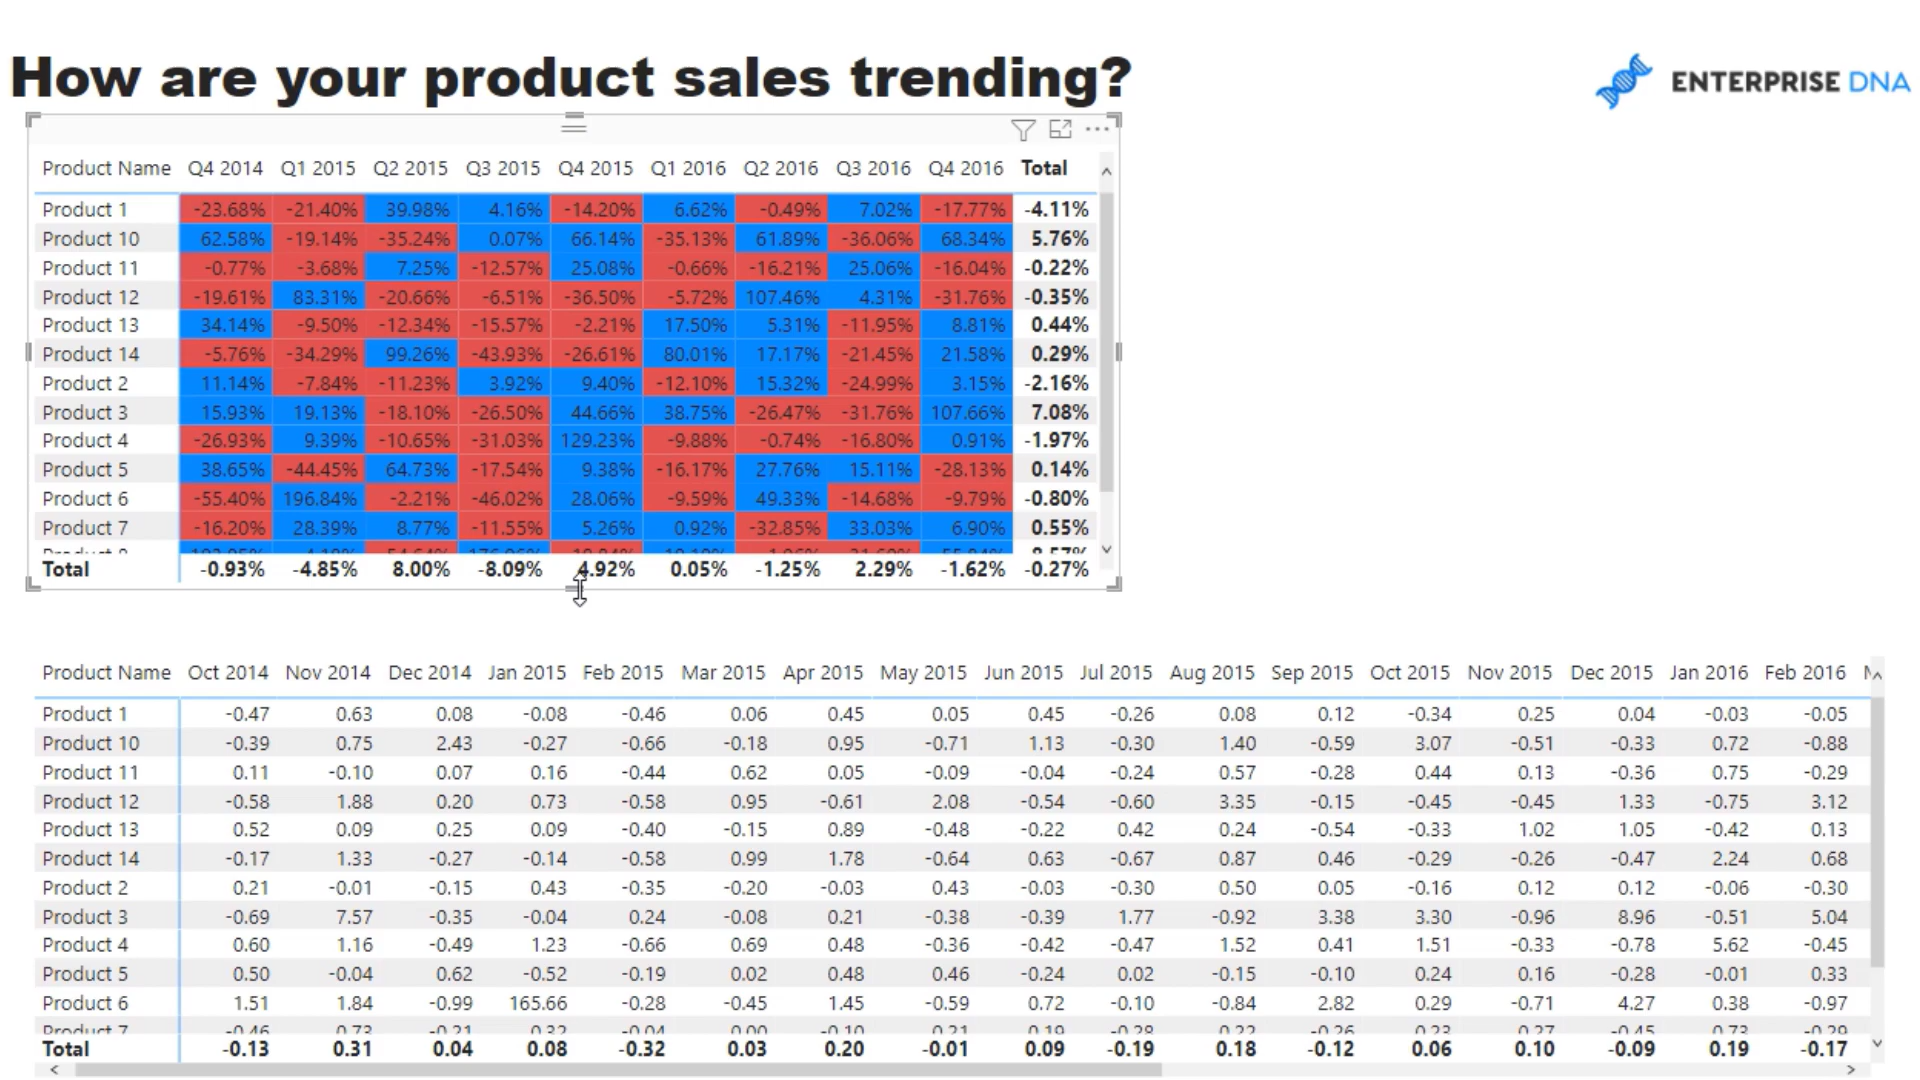 How are your product sales trending?
ENTERPRISE DNA
Product Name Q4 2014 Q1 2015 Q2 2015 Q3 2015 Q4 2015 Q1 2016 Q2 2016 Q3 2016 Q4 2016 Total
Product 1 -23.68% -21.40% 39.98% 4.16% -14.20% 6.62% -0.49% 7.02% -17.77% -4.11%
Product 10 62.58% -19.14% -35.24% 0.07% 66.14% -35.13% 61.89% -36.06% 68.34% 5.76%
Product 11 -0.77% -3.68% 7.25% -12.57% 25.08% -0.66% -16.21% 25.06% -16.04% -0.22%
Product 12 -19.61% 83.31% -20.66% -6.51% -36.50% -5.72% 107.46% 4.31% -31.76% -0.35%
Product 13 34.14% -9.50% -12.34% -15.57% -2.21% 17.50% 5.31% -11.95% 8.81% 0.44%
Product 14 -5.76% -34.29% 99.26% -43.93% -26.61% 80.01% 17.17% -21.45% 21.58% 0.29%
Product 2 11.14% -7.84% -11.23% 3.92% 9.40% -12.10% 15.32% -24.99% 3.15% -2.16%
Product 3 15.93% 19.13% -18.10% -26.50% 44.66% 38.75% -26.47% -31.76% 107.66% 7.08%
Product 4 -26.93% 9.39% -10.65% -31.03% 129.23% -9.88% -0.74% -16.80% 0.91% -1.97%
Product 5 38.65% -44.45% 64.73% -17.54% 9.38% -16.17% 27.76% 15.11% -28.13% 0.14%
Product 6 -55.40% 196.84% -2.21% -46.02% 28.06% -9.59% 49.33% -14.68% -9.79% -0.80%
Product 7 -16.20% 28.39% 8.77% -11.55% 5.26% 0.92% -32.85% 33.03% 6.90% 0.55%
Total -0.93% -4.85% 8.00% -8.09% 4.92% 0.05% -1.25% 2.29% -1.62% -0.27%
Product Name Oct 2014 Nov 2014 Dec 2014 Jan 2015 Feb 2015 Mar 2015 Apr 2015 May 2015 Jun 2015 Jul 2015 Aug 2015 Sep 2015 Oct 2015 Nov 2015 Dec 2015 Jan 2016 Feb 2016
Product 1 -0.47 0.63 0.08 -0.08 -0.46 0.06 0.45 0.05 0.45 -0.26 0.08 0.12 -0.34 0.25 0.04 -0.03 -0.05
Product 10 -0.39 0.75 2.43 -0.27 -0.66 -0.18 0.95 -0.71 1.13 -0.30 1.40 -0.59 3.07 -0.51 -0.33 0.72 -0.88
Product 11 0.11 -0.10 0.07 0.16 -0.44 0.62 0.05 -0.09 -0.04 -0.24 0.57 -0.28 0.44 0.13 -0.36 0.75 -0.29
Product 12 -0.58 1.88 0.20 0.73 -0.58 0.95 -0.61 2.08 -0.54 -0.60 3.35 -0.15 -0.45 -0.45 1.33 -0.75 3.12
Product 13 0.52 0.09 0.25 0.09 -0.40 -0.15 0.89 -0.48 -0.22 0.42 0.24 -0.54 -0.33 1.02 1.05 -0.42 0.13
Product 14 -0.17 1.33 -0.27 -0.14 -0.58 0.99 1.78 -0.64 0.63 -0.67 0.87 0.46 -0.29 -0.26 -0.47 2.24 0.68
Product 2 0.21 -0.01 -0.15 0.43 -0.35 -0.20 -0.03 0.43 -0.03 -0.30 0.50 0.05 -0.16 0.12 0.12 -0.06 -0.30
Product 3 -0.69 7.57 -0.35 -0.04 0.24 -0.08 0.21 -0.38 -0.39 1.77 -0.92 3.38 3.30 -0.96 8.96 -0.51 5.04
Product 4 0.60 1.16 -0.49 1.23 -0.66 0.69 0.48 -0.36 -0.42 -0.47 1.52 0.41 1.51 -0.33 -0.78 5.62 -0.45
Product 5 0.50 -0.04 0.62 -0.52 -0.19 0.02 0.48 0.46 -0.24 0.02 -0.15 -0.10 0.24 0.16 -0.28 -0.01 0.33
Product 6 1.51 1.84 -0.99 165.66 -0.28 -0.45 1.45 -0.59 0.72 -0.10 -0.84 2.82 0.29 -0.71 4.27 0.38 -0.97
Product 7
Total -0.13 0.31 0.04 0.08 -0.32 0.03 0.20 -0.01 0.09 -0.19 0.18 -0.12 0.06 0.10 -0.09 0.19 -0.17